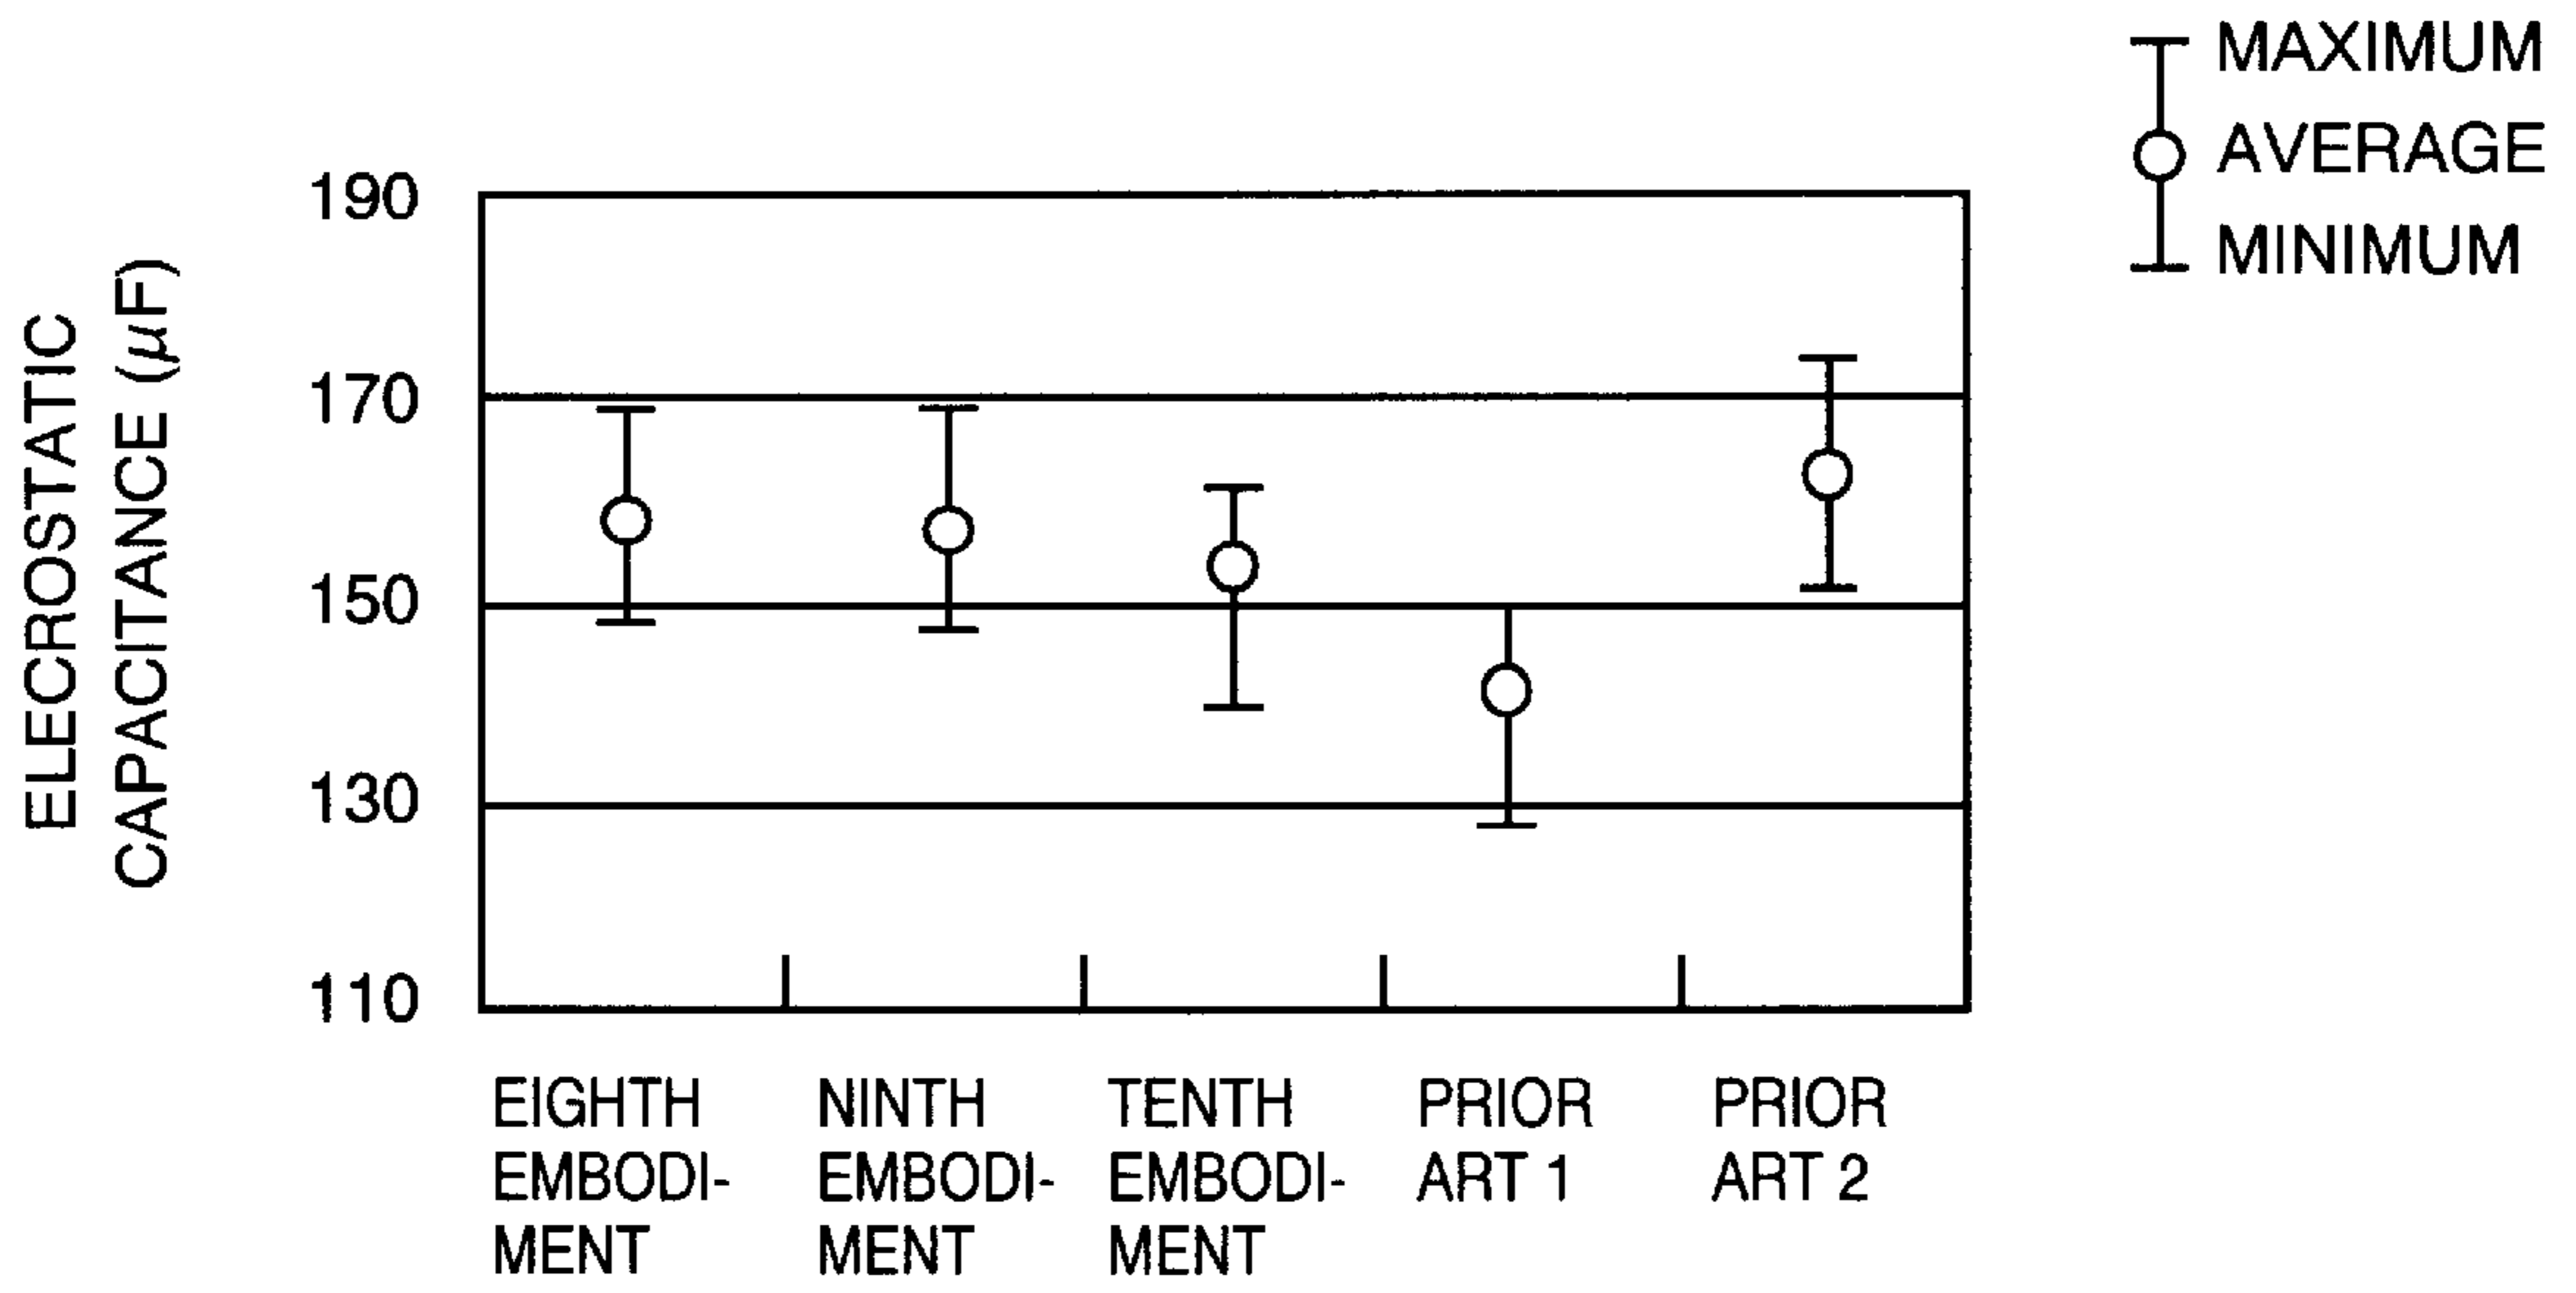 MAXIMUM
AVERAGE
MINIMUM
ELECROSTATIC
CAPACITANCE (μF)
190
170
150
130
110
EIGHTH
EMBODI-
MENT
NINTH
EMBODI-
MENT
TENTH
EMBODI-
MENT
PRIOR
ART 1
PRIOR
ART 2